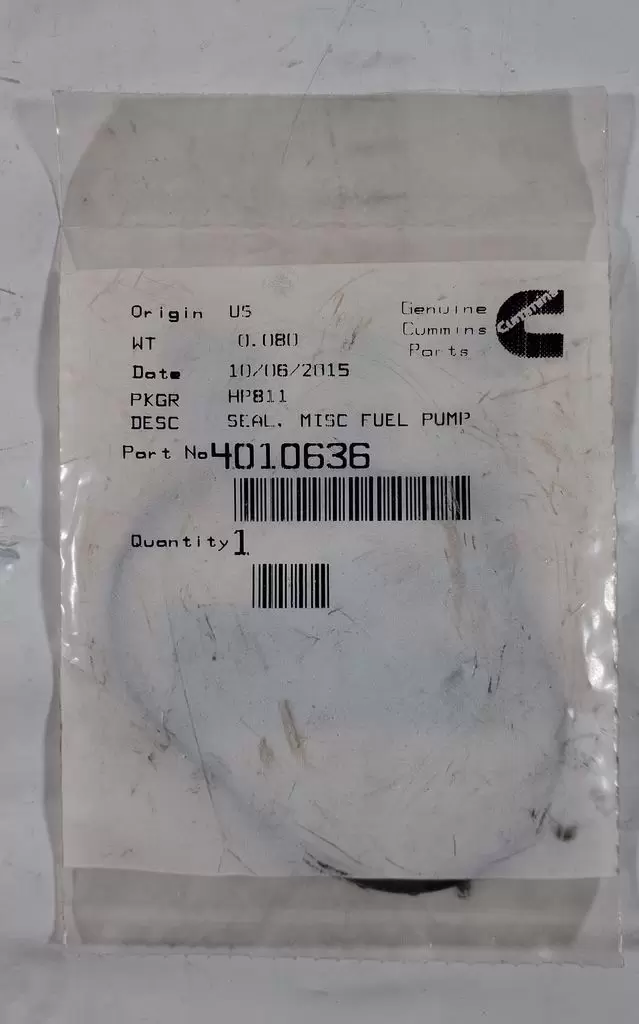 Origin US
WT 0.080
Date 10/06/2015
PKGR HP811
DESC SEAL, MISC FUEL PUMP
Part No 4010636
Quantity 1
Genuine
Cummins
Parts
Cummins